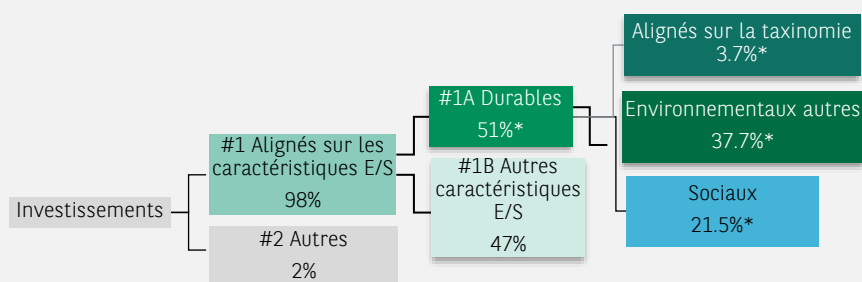 Investissements
#1 Alignés sur les
caractéristiques E/S
98%
#2 Autres
2%
#1A Durables
51%*
#1B Autres
caractéristiques
E/S
47%
Alignés sur la taxinomie
3.7%*
Environnementaux autres
37.7%*
Sociaux
21.5%*